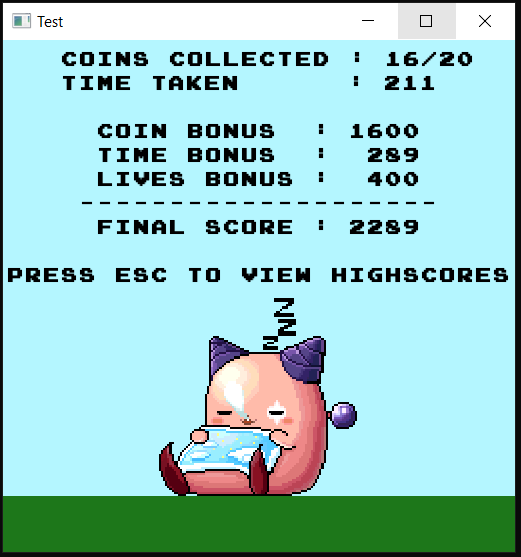 Test
COINS COLLECTED : 16/20
TIME TAKEN : 211
COIN BONUS : 1600
TIME BONUS : 289
LIVES BONUS : 400
--------------------
FINAL SCORE : 2289
PRESS ESC TO VIEW HIGHSCORES
Z
Z
Z